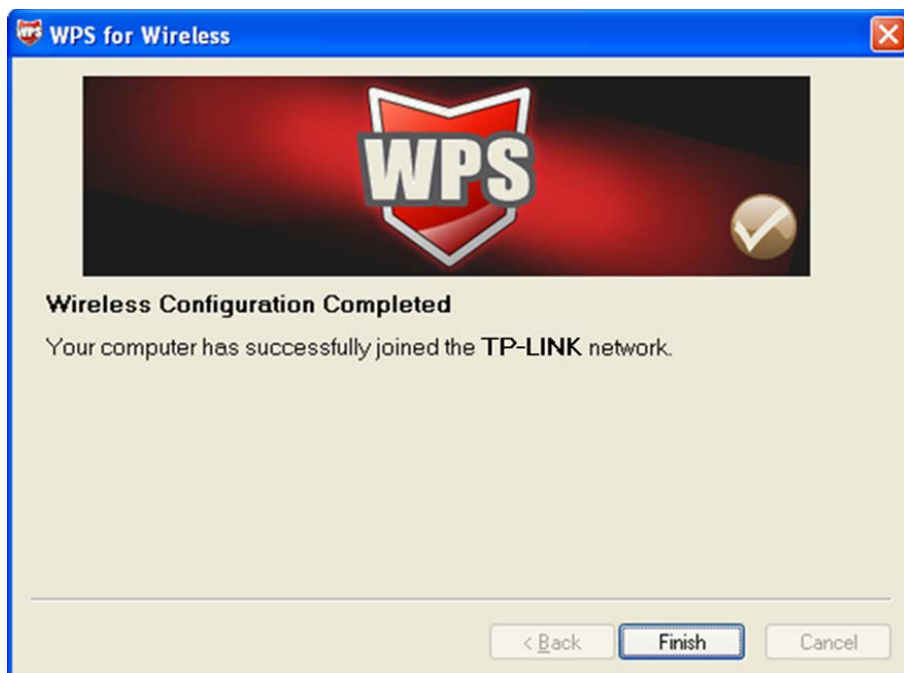 WPS for Wireless
WPS
Wireless Configuration Completed
Your computer has successfully joined the TP-LINK network.
< Back
Finish
Cancel